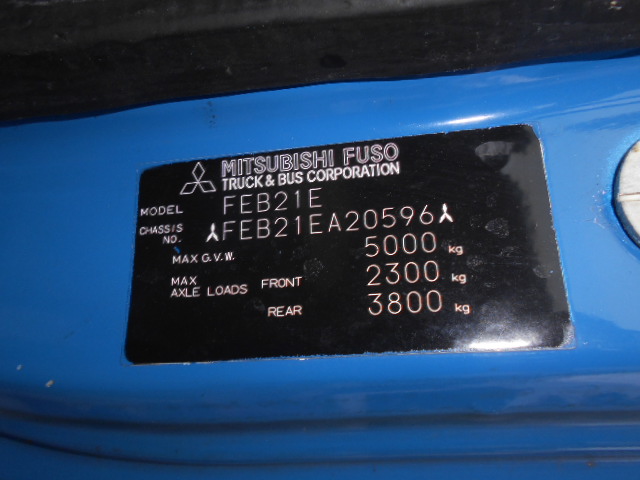 MITSUBISHI FUSO
TRUCK & BUS CORPORATION
MODEL FEB21E
CHASSIS NO. FEB21EA20596
MAX G.V.W. 5000 kg
MAX AXLE LOADS FRONT 2300 kg
REAR 3800 kg